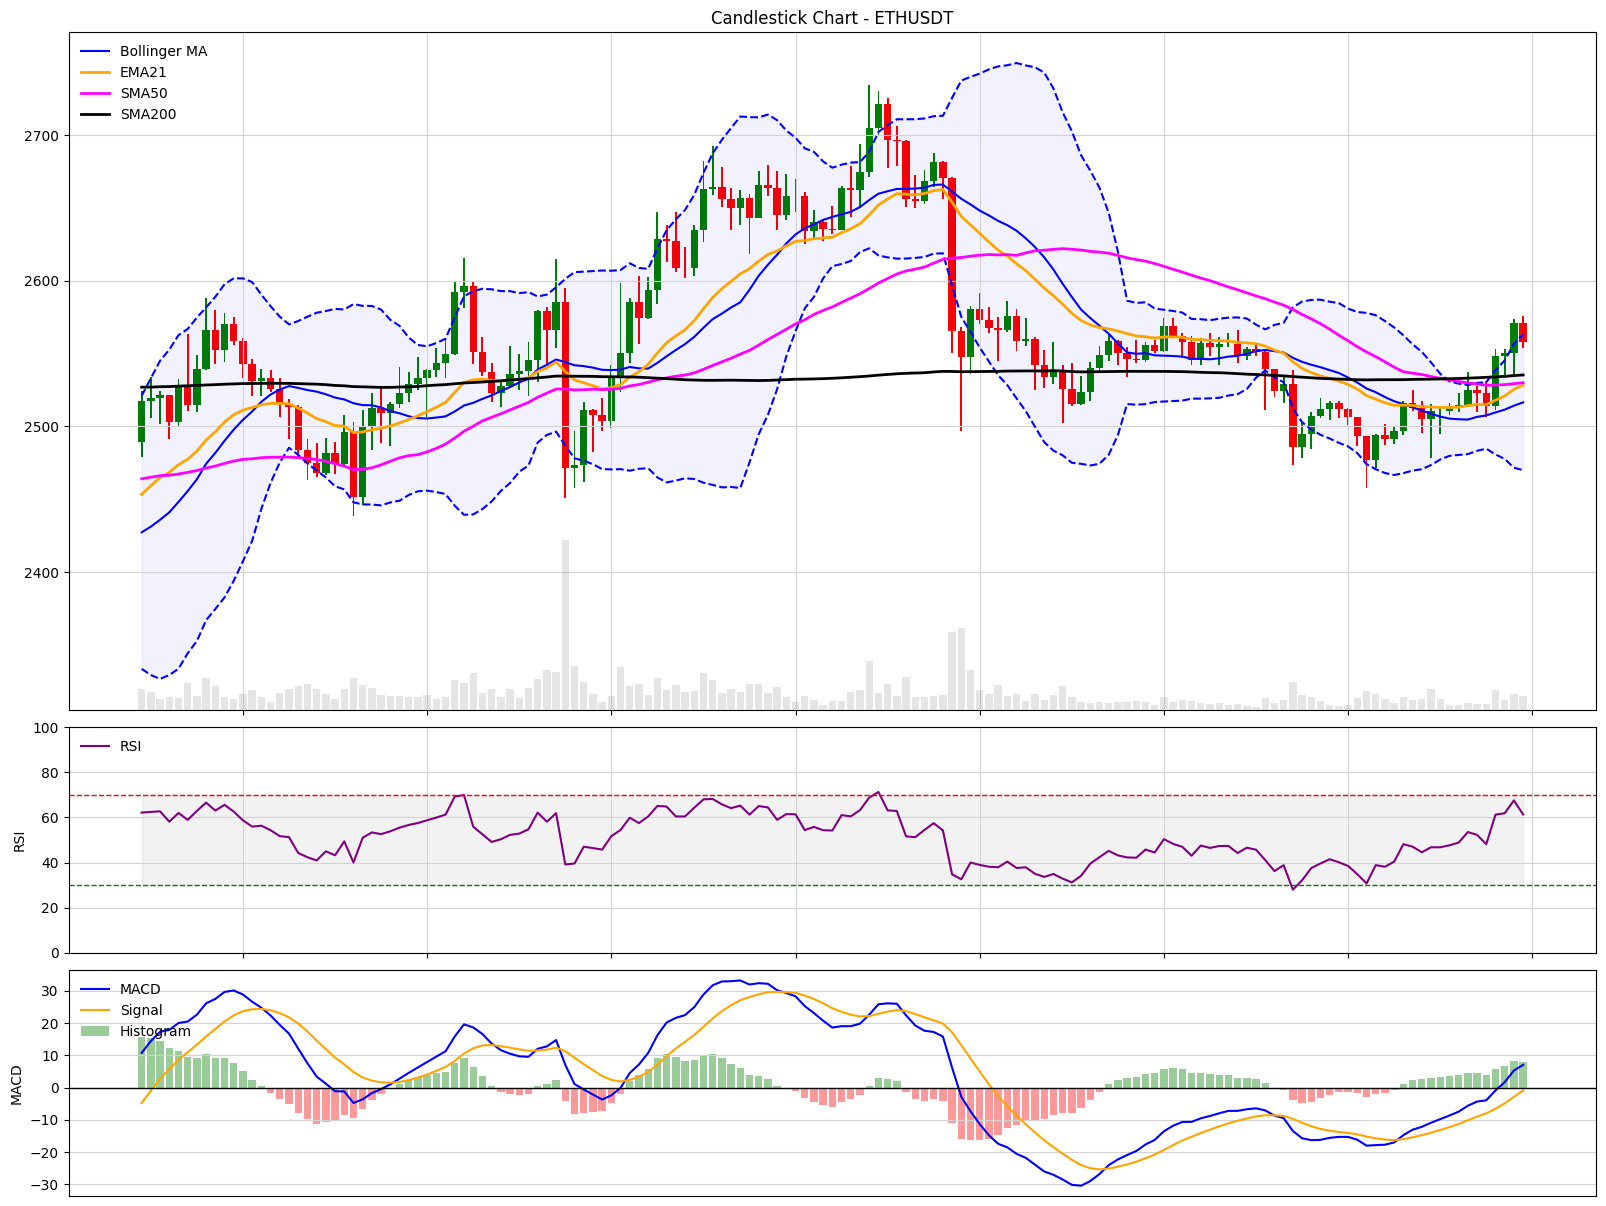 Candlestick Chart - ETHUSDT
Bollinger MA
EMA21
SMA50
SMA200
2700
2600
2500
2400
RSI
100
80
60
40
20
0
RSI
MACD
Signal
Histogram
30
20
10
0
−10
−20
−30
MACD